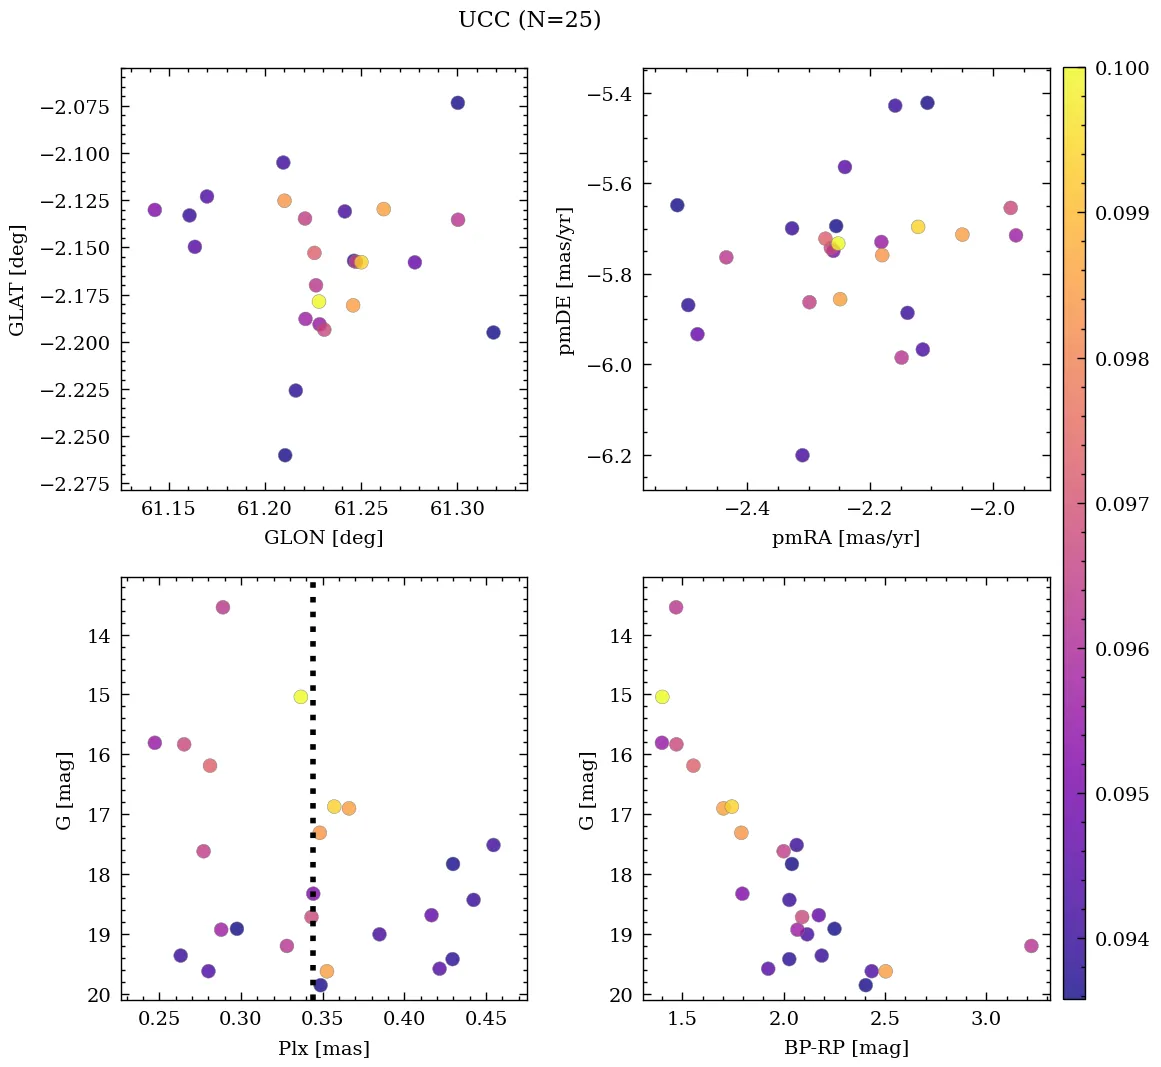 UCC (N=25)
−2.075
−2.100
−2.125
−2.150
−2.175
−2.200
−2.225
−2.250
−2.275
GLAT [deg]
61.15 61.20 61.25 61.30
GLON [deg]
−5.4
−5.6
−5.8
−6.0
−6.2
pmDE [mas/yr]
−2.4 −2.2 −2.0
pmRA [mas/yr]
14
15
16
17
18
19
20
G [mag]
0.25 0.30 0.35 0.40 0.45
Plx [mas]
14
15
16
17
18
19
20
G [mag]
1.5 2.0 2.5 3.0
BP-RP [mag]
0.100
0.099
0.098
0.097
0.096
0.095
0.094